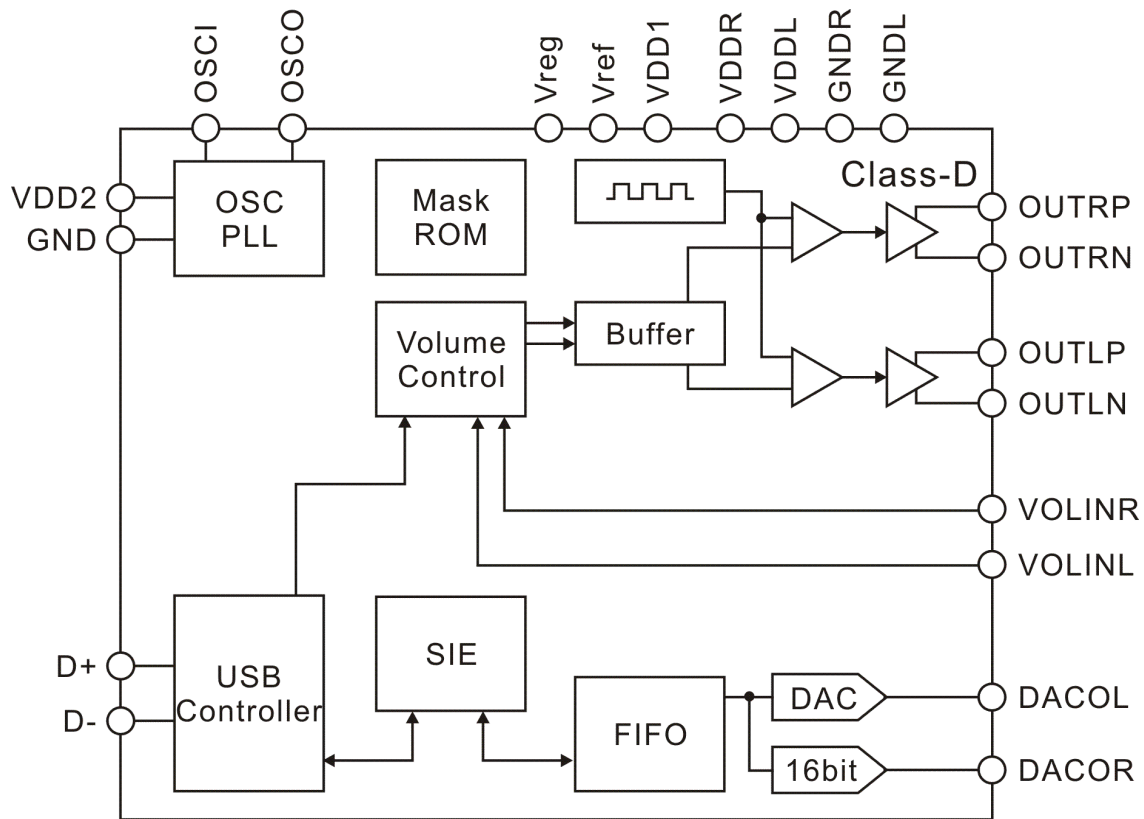 OSCI
OSCO
Vreg
Vref
VDD1
VDDR
VDDL
GNDR
GNDL
VDD2
GND
OSC
PLL
Mask
ROM
Class-D
OUTRP
OUTRN
Volume
Control
Buffer
OUTLP
OUTLN
VOLINR
VOLINL
D+
D-
USB
Controller
SIE
FIFO
DAC
16bit
DACOL
DACOR